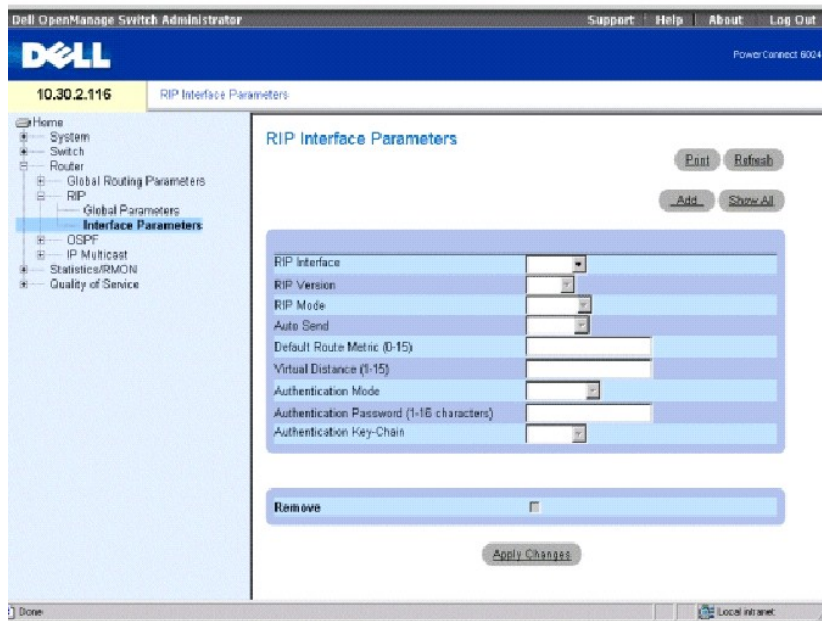 Dell OpenManage Switch Administrator
Support Help About Log Out
DELL
PowerConnect 6024
10.30.2.116
RIP Interface Parameters
Home
System
Switch
Router
Global Routing Parameters
RIP
Global Parameters
Interface Parameters
OSPF
IP Multicast
Statistics/RMON
Quality of Service
RIP Interface Parameters
Print Refresh
Add Show All
RIP Interface
RIP Version
RIP Mode
Auto Send
Default Route Metric (0-15)
Virtual Distance (1-15)
Authentication Mode
Authentication Password (1-16 characters)
Authentication Key-Chain
Remove
Apply Changes
Done
Local intranet